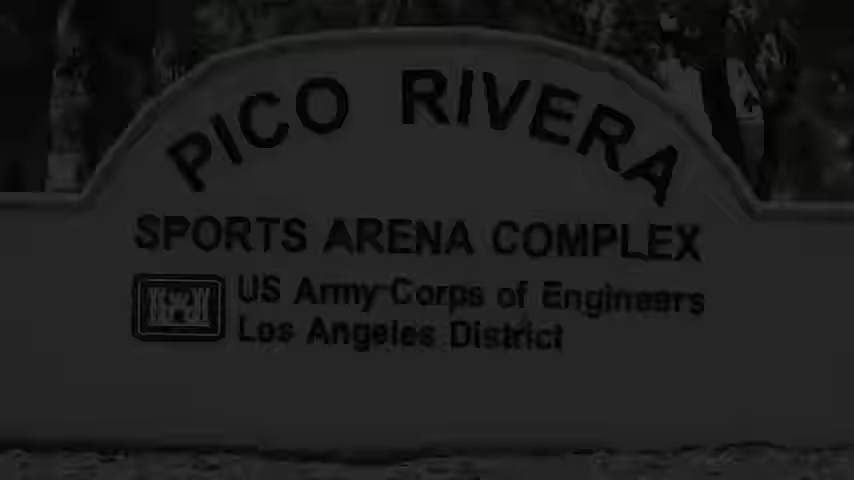 PICO RIVERA
SPORTS ARENA COMPLEX
US Army Corps of Engineers
Los Angeles District